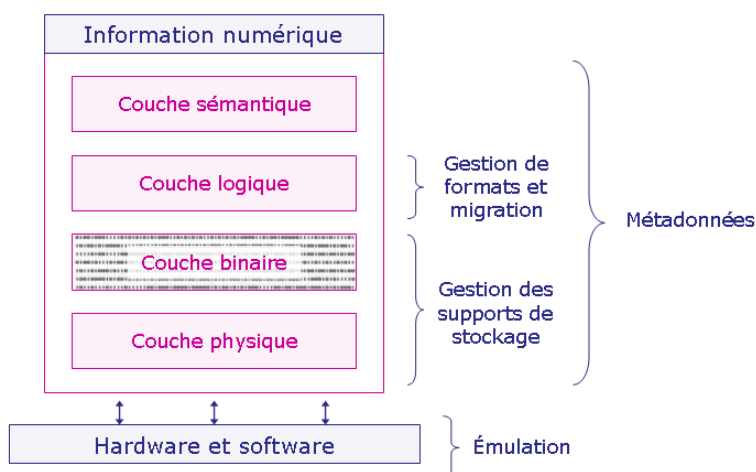 Information numérique
Couche sémantique
Couche logique
Couche binaire
Couche physique
Gestion de
formats et
migration
Gestion des
supports de
stockage
Métadonnées
Hardware et software
Émulation